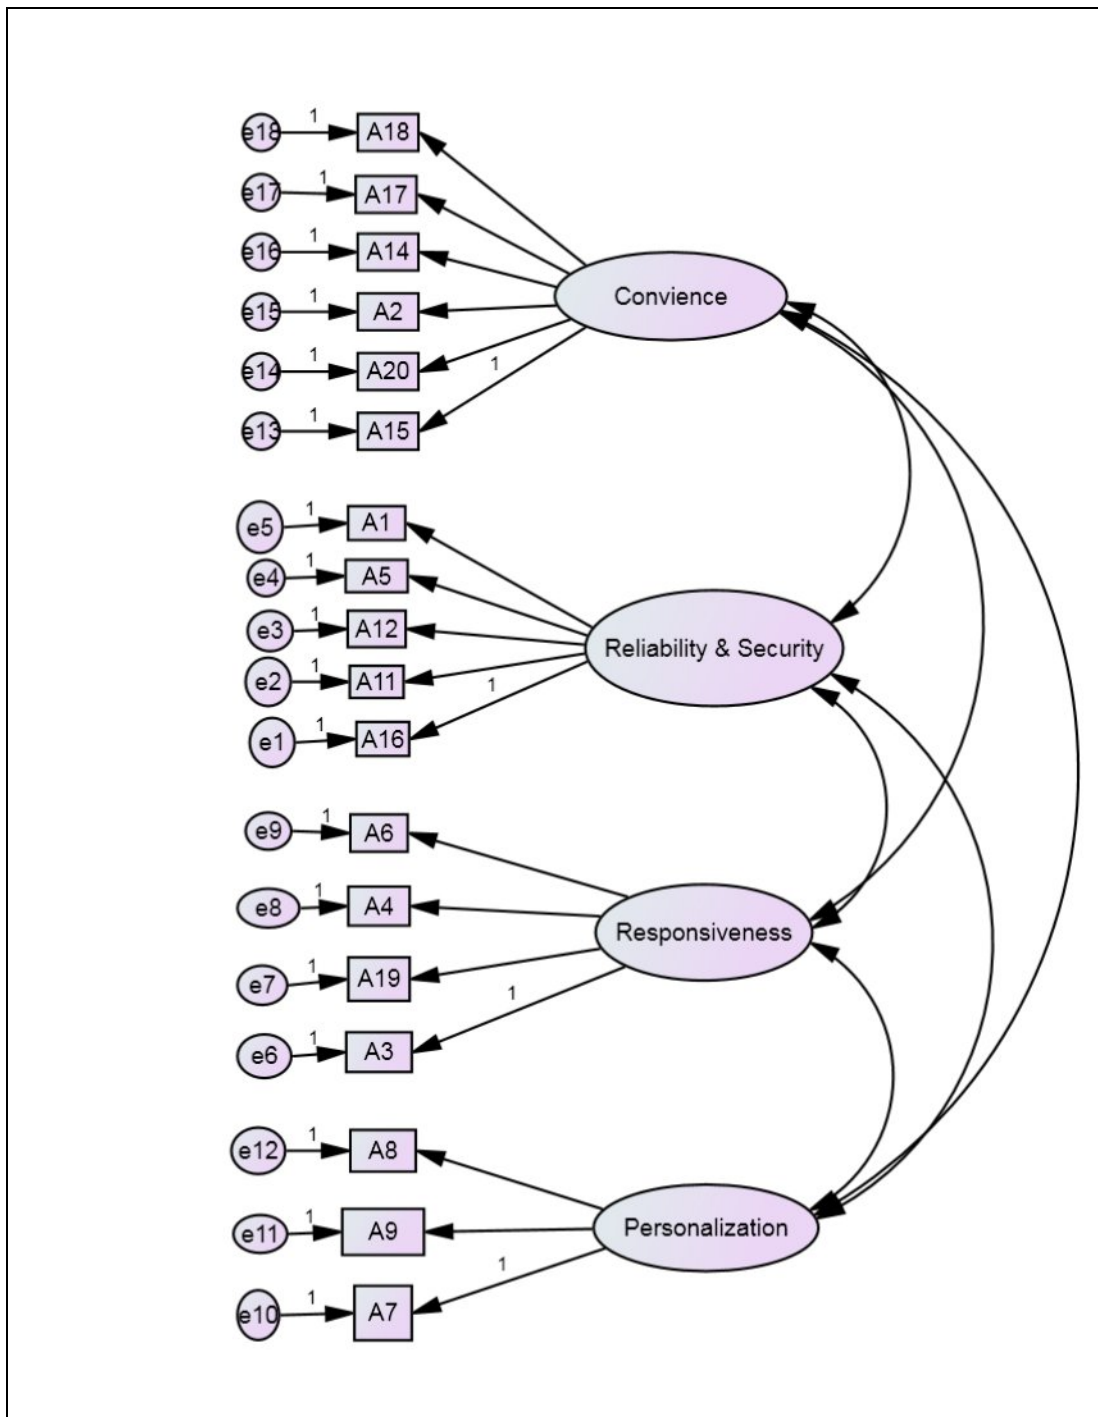 e18 1 A18
e17 1 A17
e16 1 A14
Convience
e15 1 A2
e14 1 A20
1
e13 1 A15
e5 1 A1
e4 1 A5
e3 1 A12
Reliability & Security
e2 1 A11
1
e1 1 A16
e9 1 A6
e8 1 A4
Responsiveness
e7 1 A19
1
e6 1 A3
e12 1 A8
e11 1 A9
Personalization
1
e10 1 A7